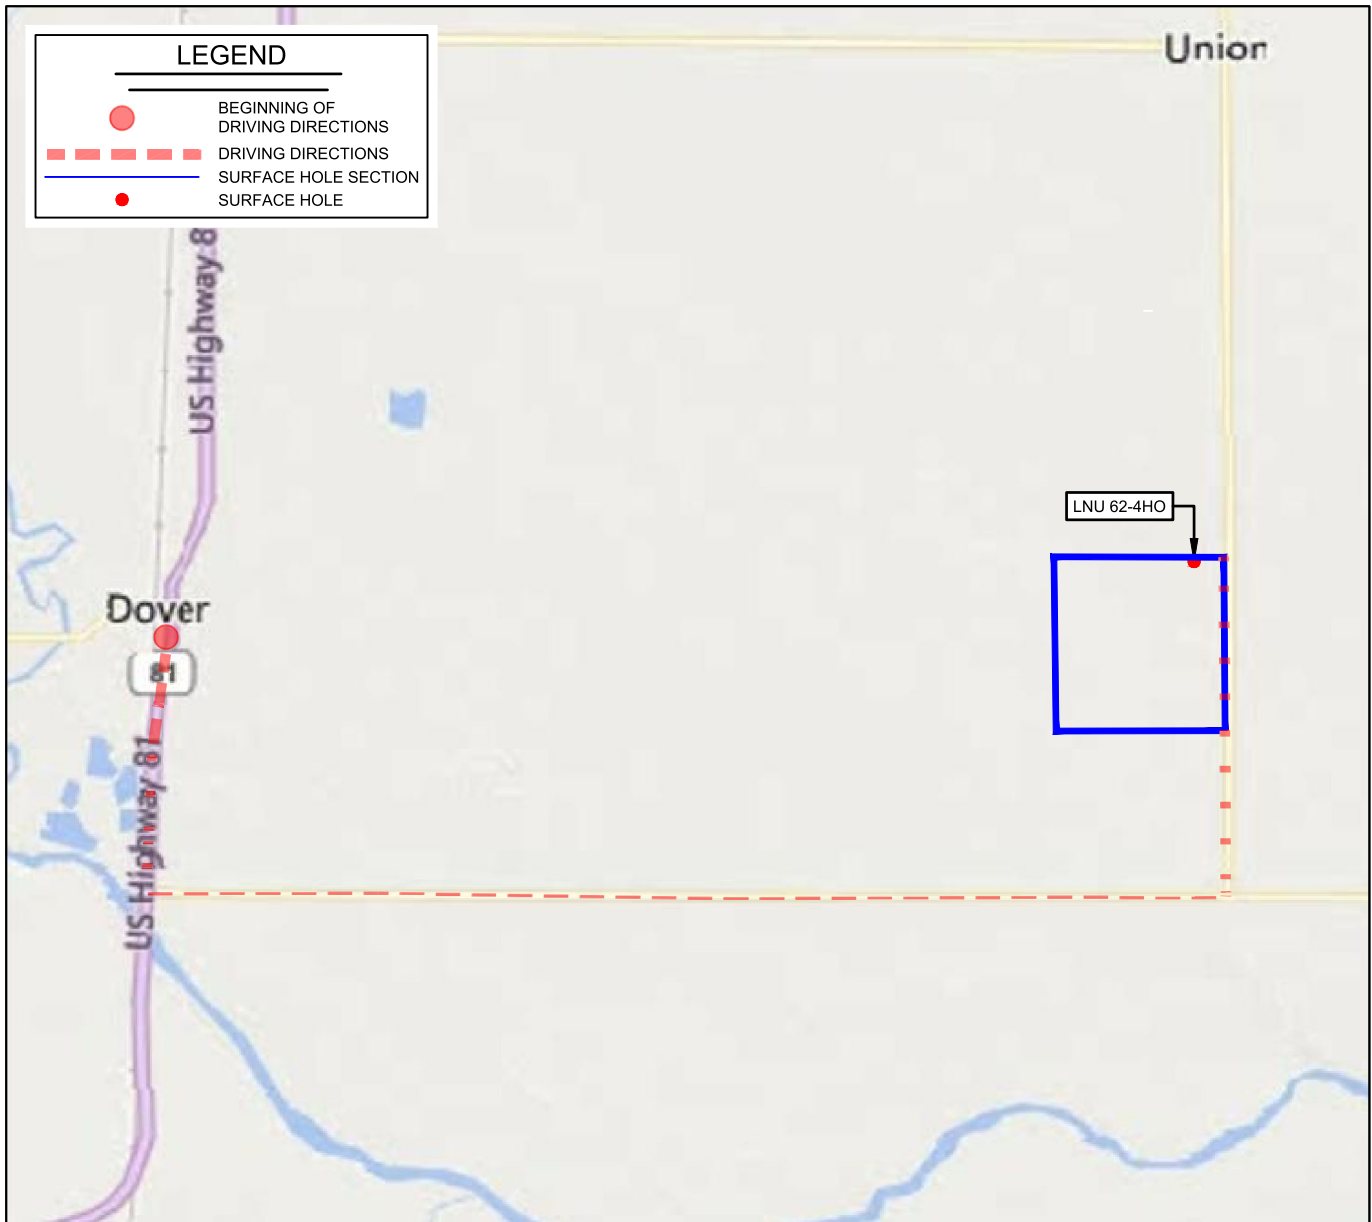 LEGEND
BEGINNING OF
DRIVING DIRECTIONS
DRIVING DIRECTIONS
SURFACE HOLE SECTION
SURFACE HOLE
Union
US Highway 8
LNU 62-4HO
Dover
81
US Highway 81